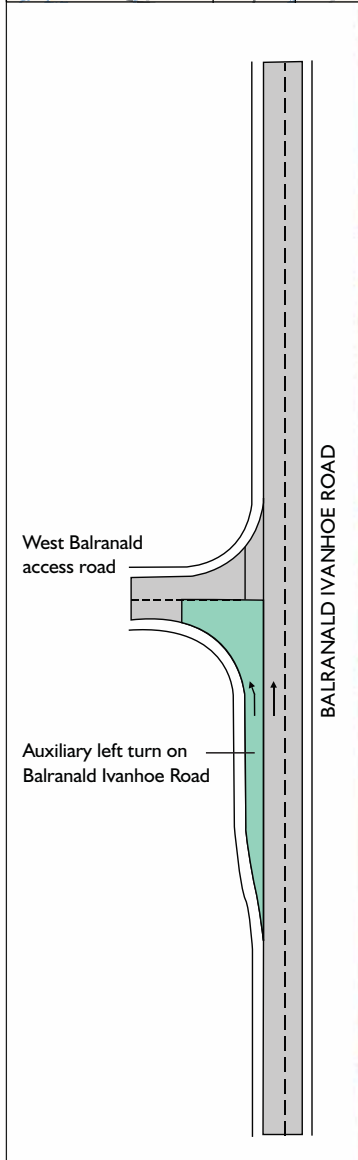 BALRANALD IVANHOE ROAD
West Balranald
access road
Auxiliary left turn on
Balranald Ivanhoe Road